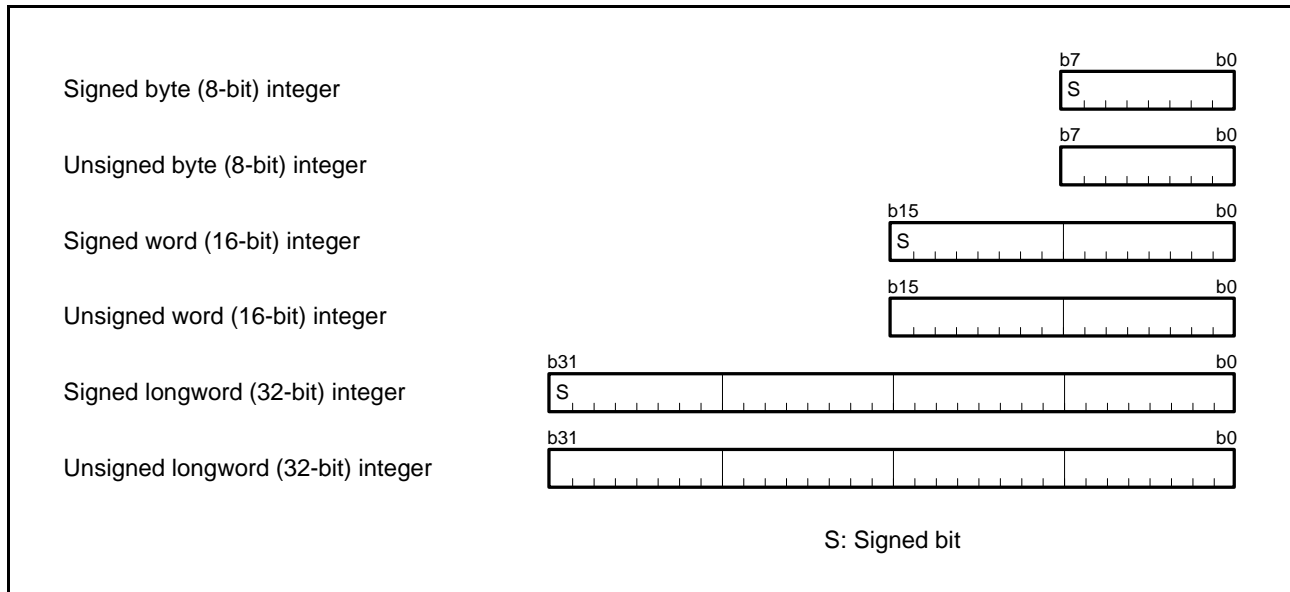 b7 b0
Signed byte (8-bit) integer S
b7 b0
Unsigned byte (8-bit) integer
b15 b0
Signed word (16-bit) integer S
b15 b0
Unsigned word (16-bit) integer
b31 b0
Signed longword (32-bit) integer S
b31 b0
Unsigned longword (32-bit) integer
S: Signed bit